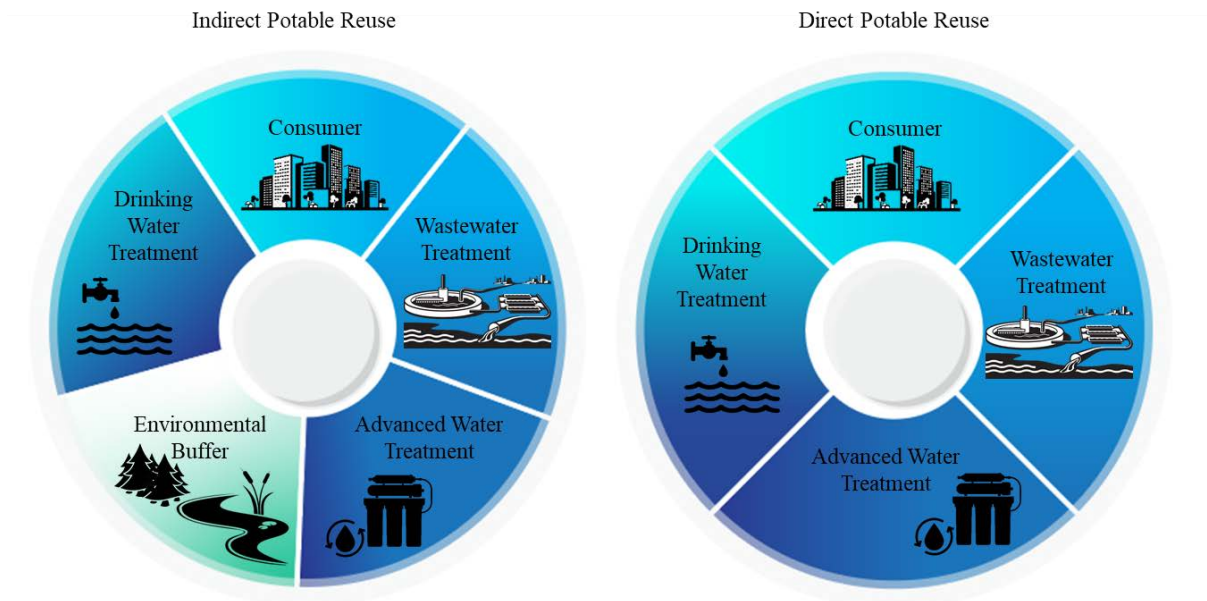 Indirect Potable Reuse
Consumer
Drinking
Water
Treatment
Wastewater
Treatment
Environmental
Buffer
Advanced Water
Treatment
Direct Potable Reuse
Consumer
Drinking
Water
Treatment
Wastewater
Treatment
Advanced Water
Treatment